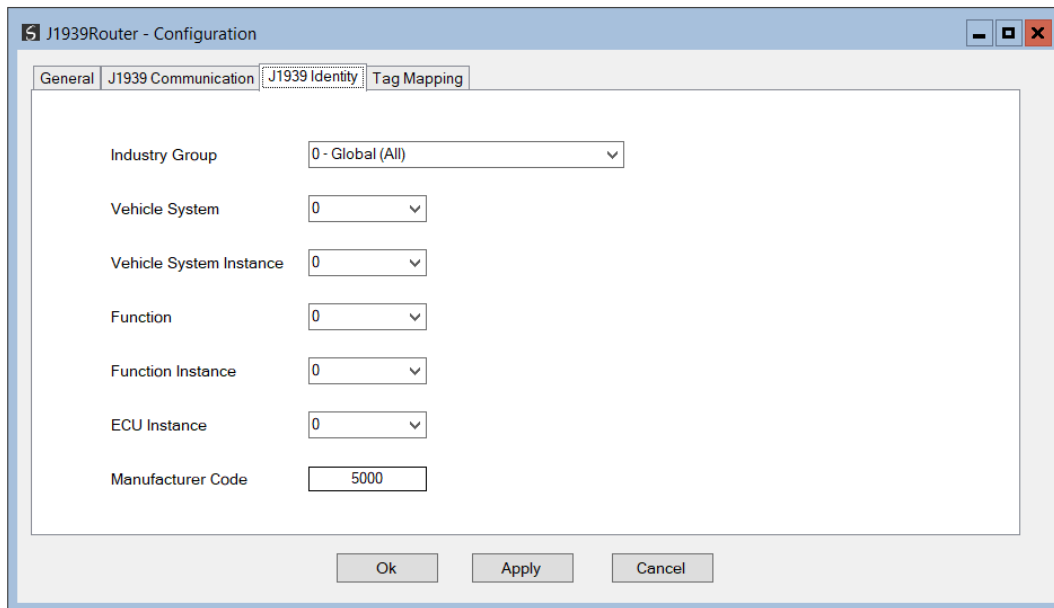 J1939Router - Configuration
General J1939 Communication J1939 Identity Tag Mapping
Industry Group 0 - Global (All)
Vehicle System 0
Vehicle System Instance 0
Function 0
Function Instance 0
ECU Instance 0
Manufacturer Code 5000
Ok Apply Cancel